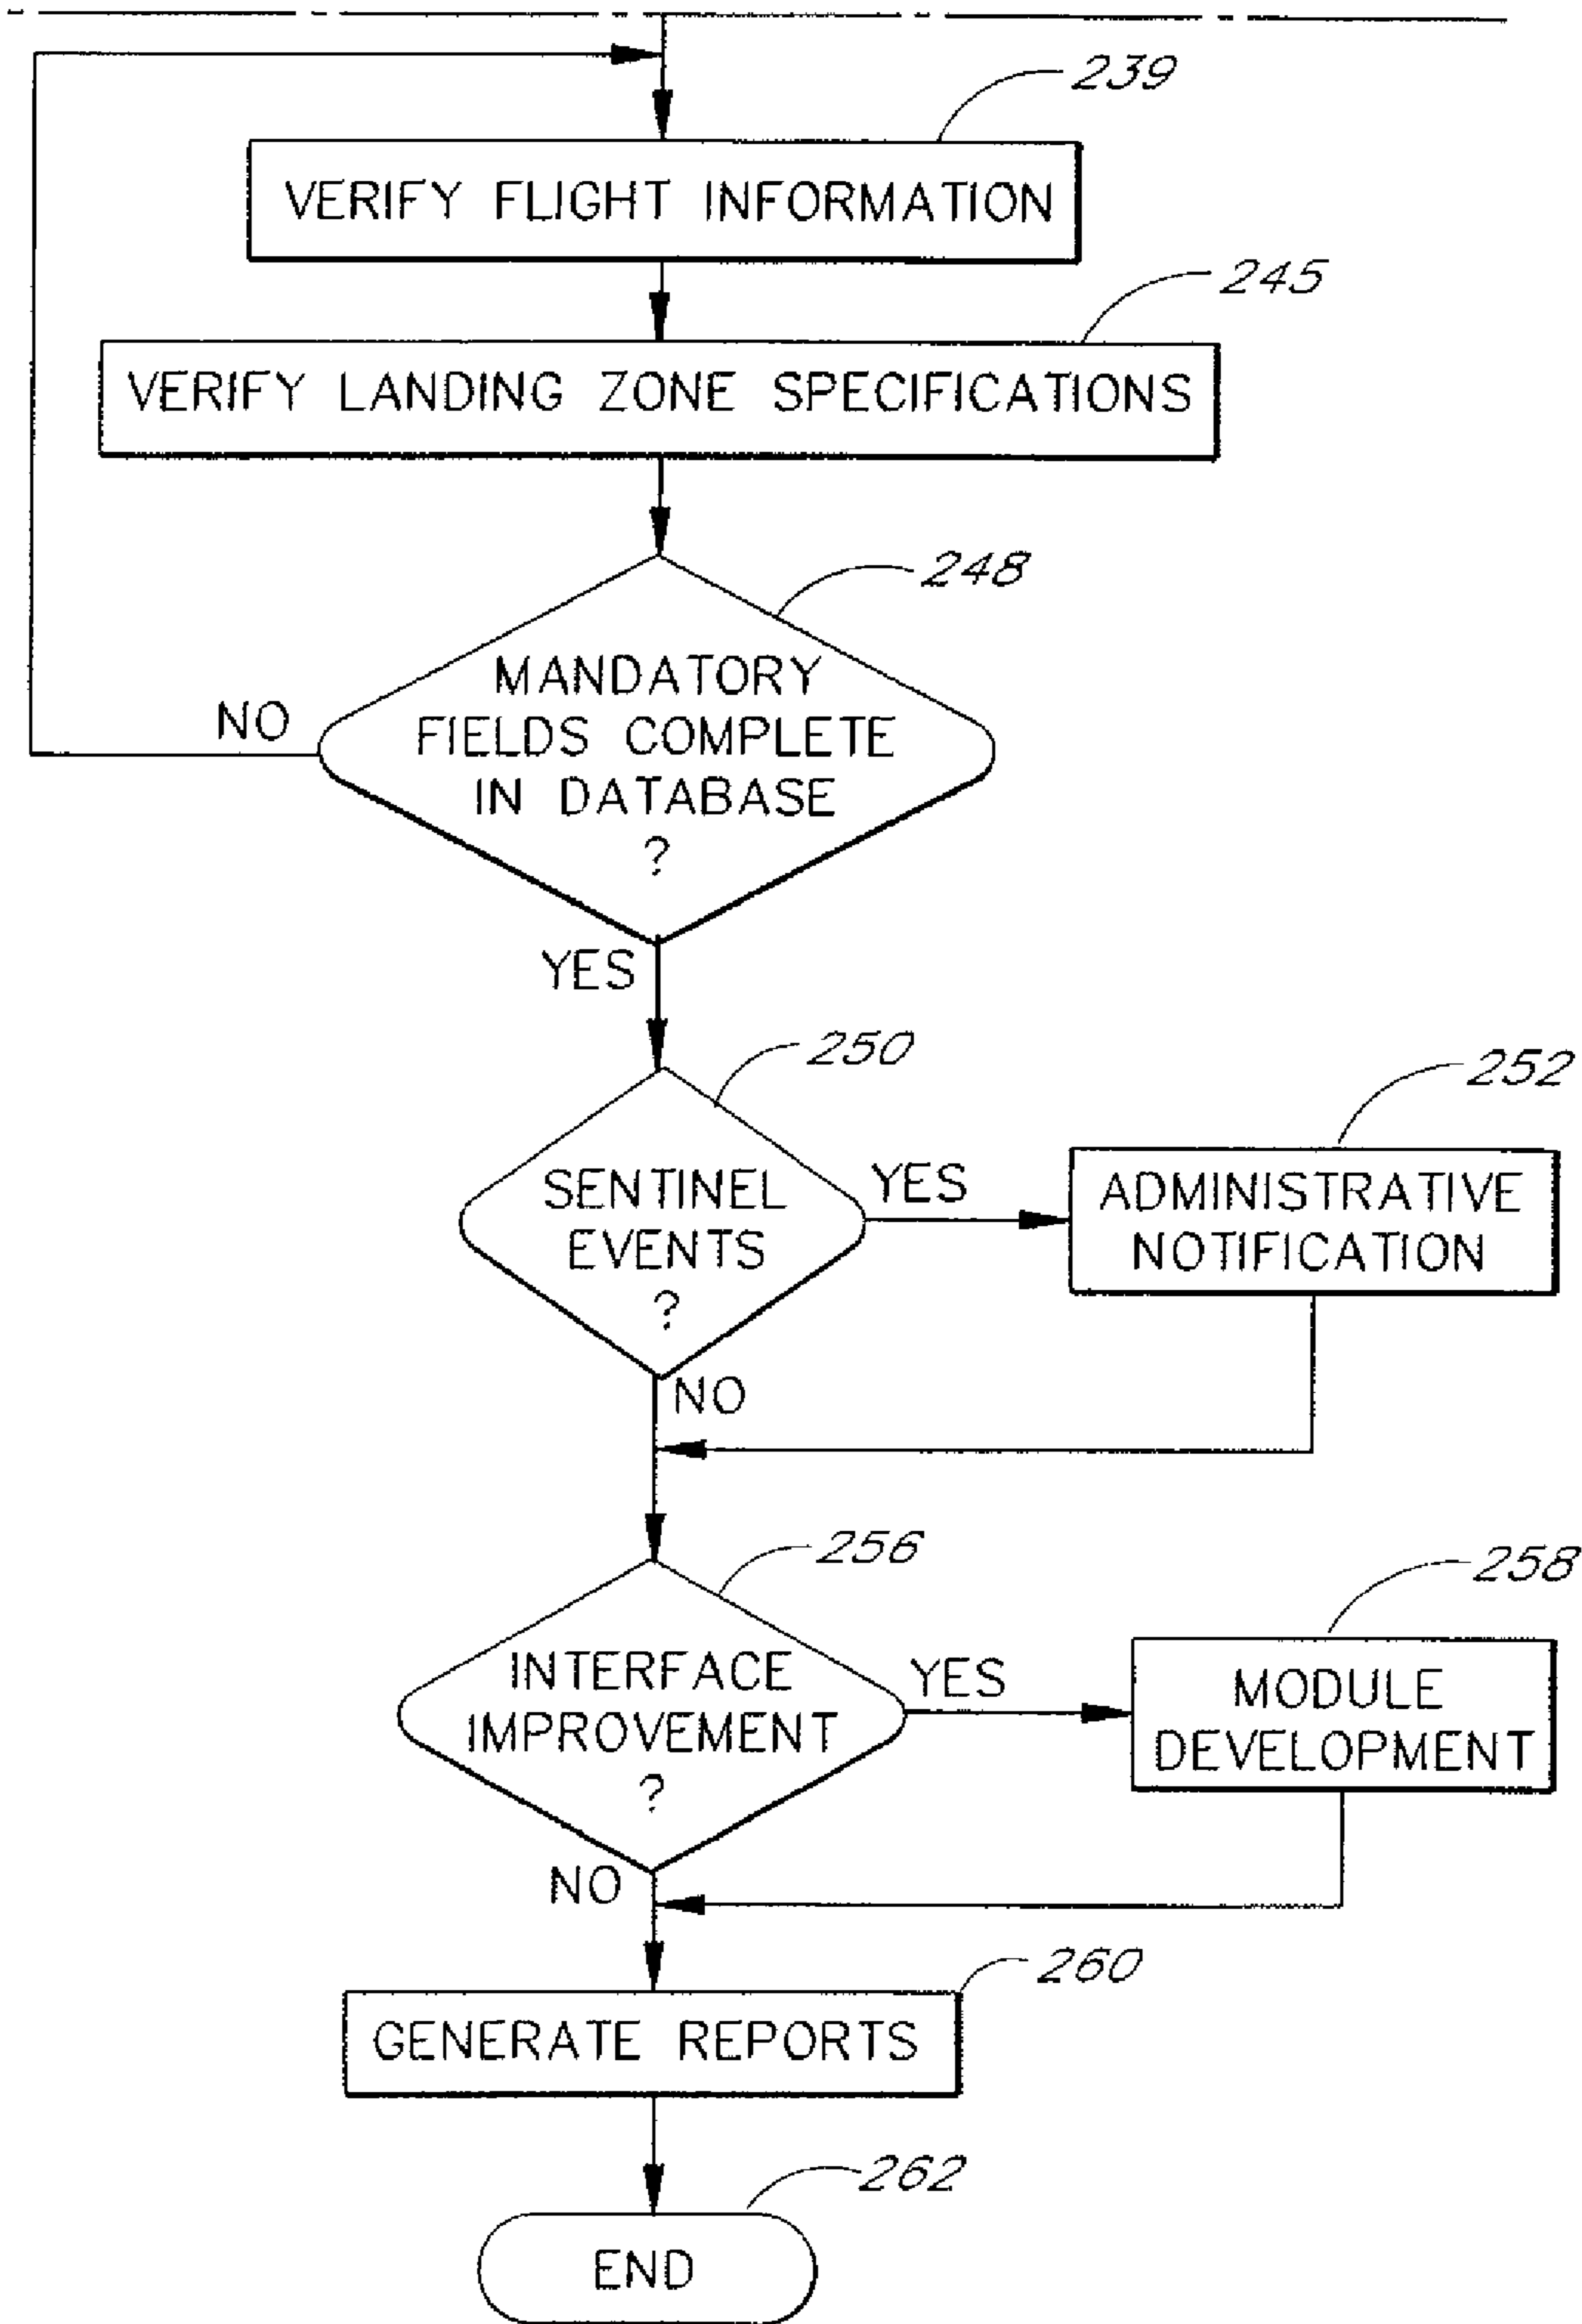 239
VERIFY FLIGHT INFORMATION
245
VERIFY LANDING ZONE SPECIFICATIONS
248
MANDATORY
FIELDS COMPLETE
IN DATABASE
?
NO
YES
250
252
SENTINEL
EVENTS
?
YES
ADMINISTRATIVE
NOTIFICATION
NO
256
258
INTERFACE
IMPROVEMENT
?
YES
MODULE
DEVELOPMENT
NO
260
GENERATE REPORTS
262
END